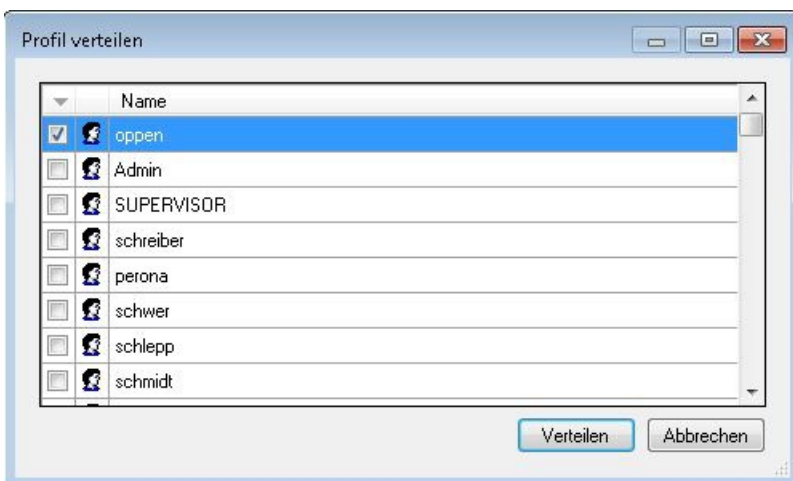 Profil verteilen
Name
oppen
Admin
SUPERVISOR
schreiber
perona
schwer
schlepp
schmidt
Verteilen Abbrechen